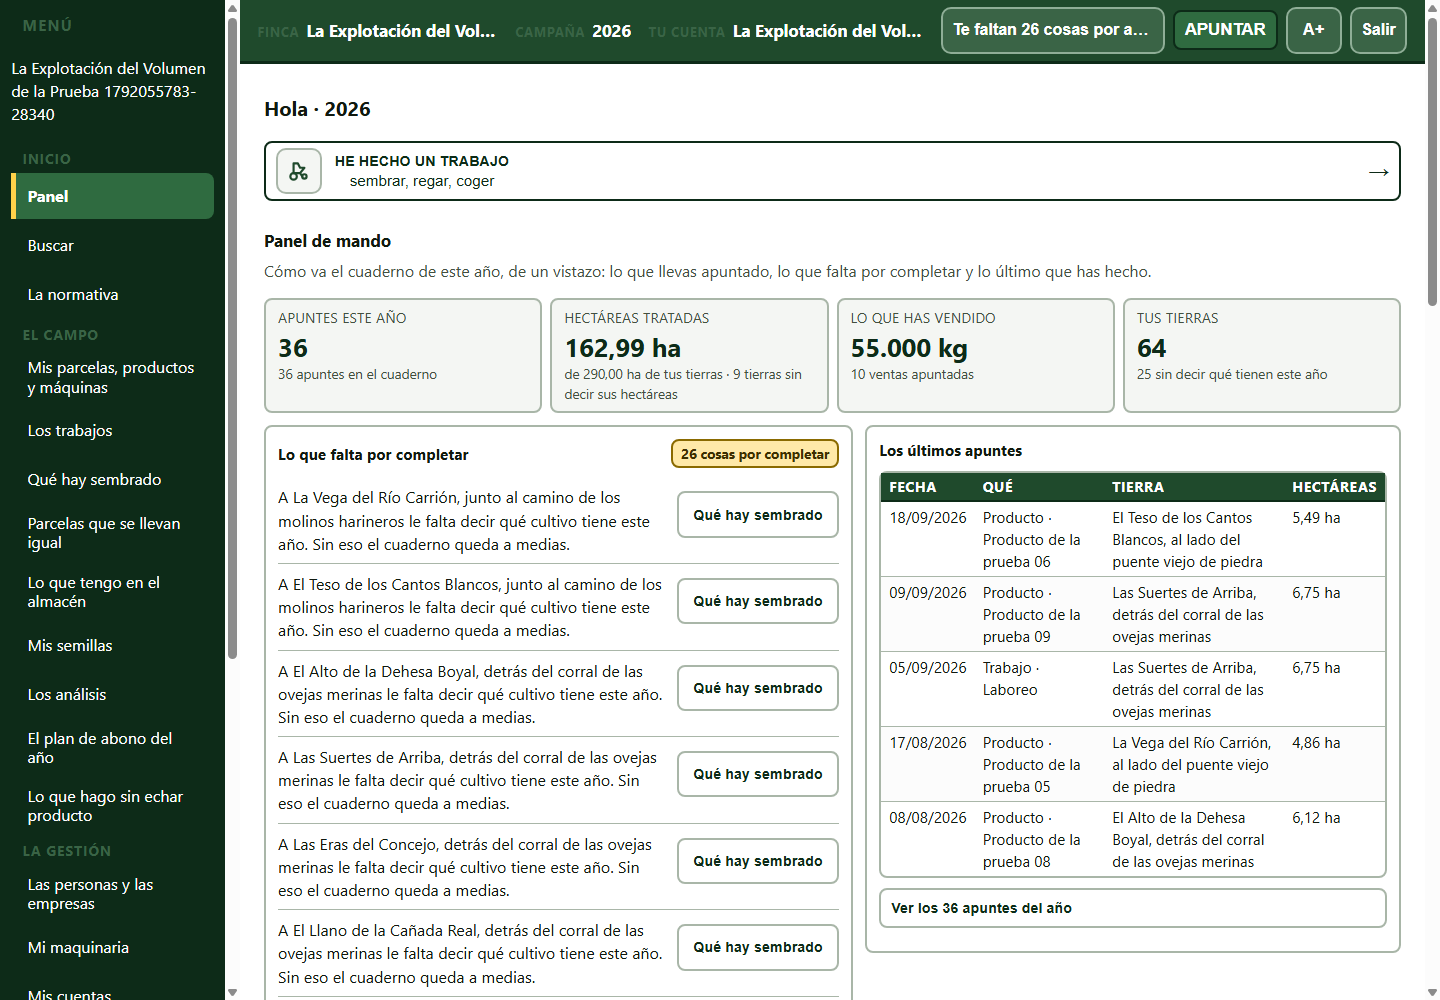 MENÚ
La Explotación del Volumen
de la Prueba 1792055783-
28340
INICIO
Panel
Buscar
La normativa
EL CAMPO
Mis parcelas, productos
y máquinas
Los trabajos
Qué hay sembrado
Parcelas que se llevan
igual
Lo que tengo en el
almacén
Mis semillas
Los análisis
El plan de abono del
año
Lo que hago sin echar
producto
LA GESTIÓN
Las personas y las
empresas
Mi maquinaria
Mis cuentas
FINCA La Explotación del Vol... CAMPAÑA 2026 TU CUENTA La Explotación del Vol... Te faltan 26 cosas por a... APUNTAR A+ Salir
Hola · 2026
HE HECHO UN TRABAJO
sembrar, regar, coger
→
Panel de mando
Cómo va el cuaderno de este año, de un vistazo: lo que llevas apuntado, lo que falta por completar y lo último que has hecho.
APUNTES ESTE AÑO
36
36 apuntes en el cuaderno
HECTÁREAS TRATADAS
162,99 ha
de 290,00 ha de tus tierras · 9 tierras sin
decir sus hectáreas
LO QUE HAS VENDIDO
55.000 kg
10 ventas apuntadas
TUS TIERRAS
64
25 sin decir qué tienen este año
Lo que falta por completar
26 cosas por completar
A La Vega del Río Carrión, junto al camino de los
molinos harineros le falta decir qué cultivo tiene este
año. Sin eso el cuaderno queda a medias.
Qué hay sembrado
A El Teso de los Cantos Blancos, junto al camino de los
molinos harineros le falta decir qué cultivo tiene este
año. Sin eso el cuaderno queda a medias.
Qué hay sembrado
A El Alto de la Dehesa Boyal, detrás del corral de las
ovejas merinas le falta decir qué cultivo tiene este año.
Sin eso el cuaderno queda a medias.
Qué hay sembrado
A Las Suertes de Arriba, detrás del corral de las ovejas
merinas le falta decir qué cultivo tiene este año. Sin
eso el cuaderno queda a medias.
Qué hay sembrado
A Las Eras del Concejo, detrás del corral de las ovejas
merinas le falta decir qué cultivo tiene este año. Sin
eso el cuaderno queda a medias.
Qué hay sembrado
A El Llano de la Cañada Real, detrás del corral de las
ovejas merinas le falta decir qué cultivo tiene este año.
Sin eso el cuaderno queda a medias.
Qué hay sembrado
Los últimos apuntes
FECHA QUÉ TIERRA HECTÁREAS
18/09/2026 Producto · El Teso de los Cantos 5,49 ha
Producto de la Blancos, al lado del
prueba 06 puente viejo de piedra
09/09/2026 Producto · Las Suertes de Arriba, 6,75 ha
Producto de la detrás del corral de las
prueba 09 ovejas merinas
05/09/2026 Trabajo · Las Suertes de Arriba, 6,75 ha
Laboreo detrás del corral de las
ovejas merinas
17/08/2026 Producto · La Vega del Río Carrión, 4,86 ha
Producto de la al lado del puente viejo
prueba 05 de piedra
08/08/2026 Producto · El Alto de la Dehesa 6,12 ha
Producto de la Boyal, detrás del corral
prueba 08 de las ovejas merinas
Ver los 36 apuntes del año